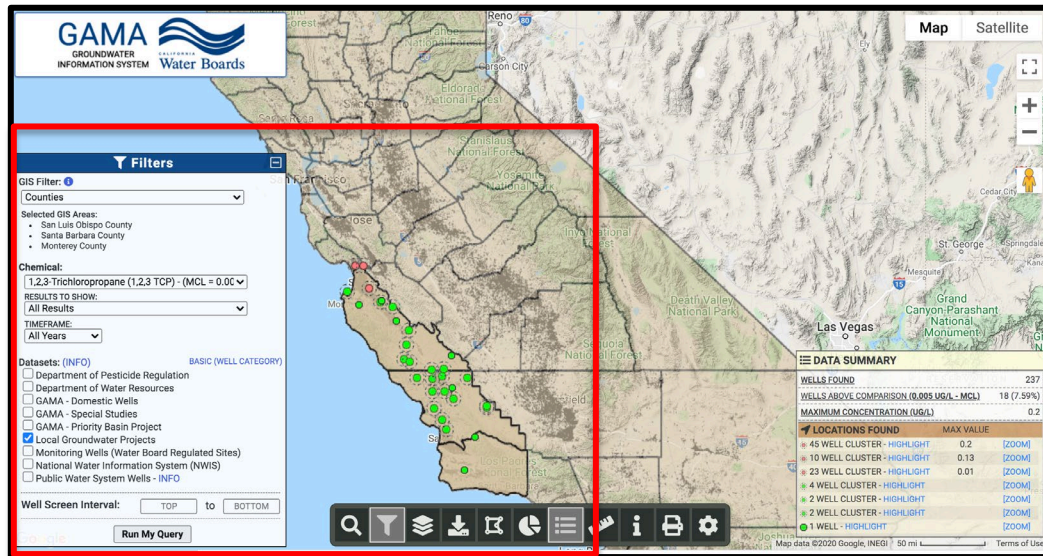 GAMA
GROUNDWATER
INFORMATION SYSTEM
CALIFORNIA
Water Boards
Filters
GIS Filter:
Counties
Selected GIS Areas:
San Luis Obispo County
Santa Barbara County
Monterey County
Chemical:
1,2,3-Trichloropropane (1,2,3 TCP) - (MCL = 0.00
RESULTS TO SHOW:
All Results
TIMEFRAME:
All Years
Datasets: (INFO) BASIC (WELL CATEGORY)
Department of Pesticide Regulation
Department of Water Resources
GAMA - Domestic Wells
GAMA - Special Studies
GAMA - Priority Basin Project
Local Groundwater Projects
Monitoring Wells (Water Board Regulated Sites)
National Water Information System (NWIS)
Public Water System Wells - INFO
Well Screen Interval: TOP to BOTTOM
Run My Query
Reno
80
Carson City
Eldorado
National Forest
Santa Rosa
Stanislaus
National Forest
Yosemite
National Park
Inyo National
Forest
Death Valley
National Park
Sequoia
National Forest
Las Vegas
Ely
Cedar City
St. George
Springdale
Mesquite
15
Grand
Canyon-Parashant
National
Monument
Map Satellite
DATA SUMMARY
WELLS FOUND 237
WELLS ABOVE COMPARISON (0.005 UG/L - MCL) 18 (7.59%)
MAXIMUM CONCENTRATION (UG/L) 0.2
LOCATIONS FOUND MAX VALUE
45 WELL CLUSTER - HIGHLIGHT 0.2 [ZOOM]
10 WELL CLUSTER - HIGHLIGHT 0.13 [ZOOM]
23 WELL CLUSTER - HIGHLIGHT 0.01 [ZOOM]
4 WELL CLUSTER - HIGHLIGHT [ZOOM]
2 WELL CLUSTER - HIGHLIGHT [ZOOM]
2 WELL CLUSTER - HIGHLIGHT [ZOOM]
1 WELL - HIGHLIGHT [ZOOM]
Map data ©2020 Google, INEGI 50 mi Terms of Use